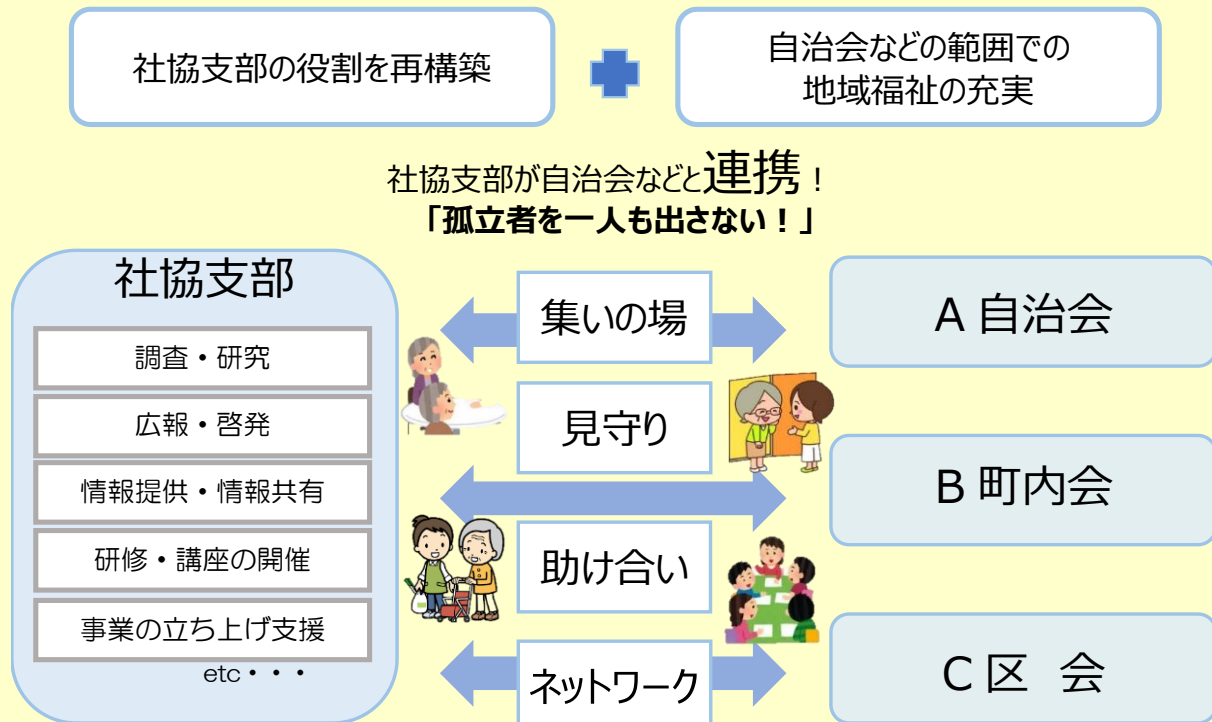 社協支部の役割を再構築
自治会などの範囲での
地域福祉の充実
社協支部が自治会などと連携！
「孤立者を一人も出さない！」
社協支部
調査・研究
広報・啓発
情報提供・情報共有
研修・講座の開催
事業の立ち上げ支援
etc・・・
集いの場
見守り
助け合い
ネットワーク
A 自治会
B 町内会
C 区 会